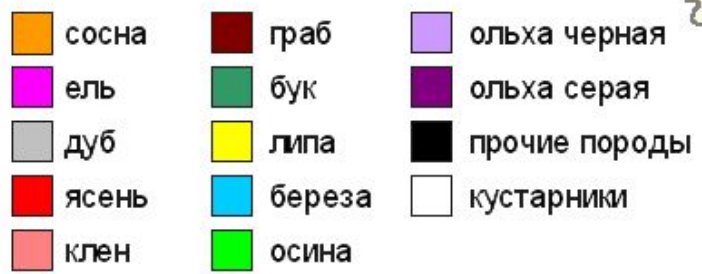 сосна
ель
дуб
ясень
клен
граб
бук
липа
береза
осина
ольха черная
ольха серая
прочие породы
кустарники